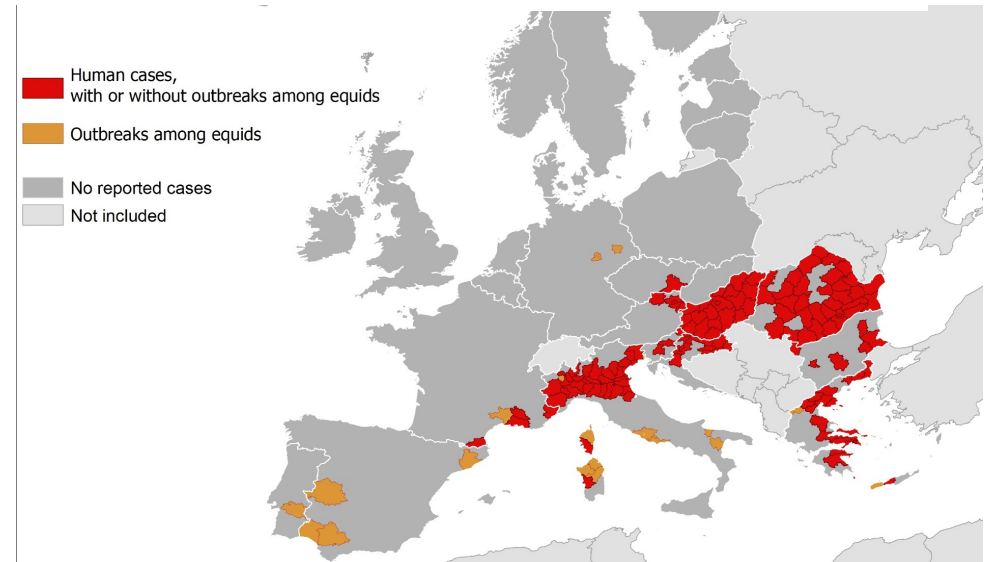 Human cases,
with or without outbreaks among equids
Outbreaks among equids
No reported cases
Not included